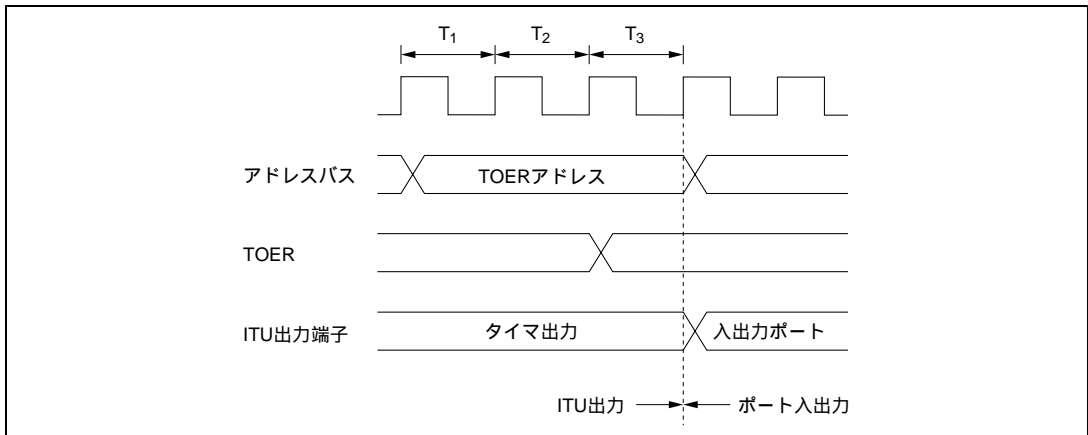 T1 T2 T3
アドレスバス TOERアドレス
TOER
ITU出力端子 タイマ出力 入出力ポート
ITU出力 ポート入出力